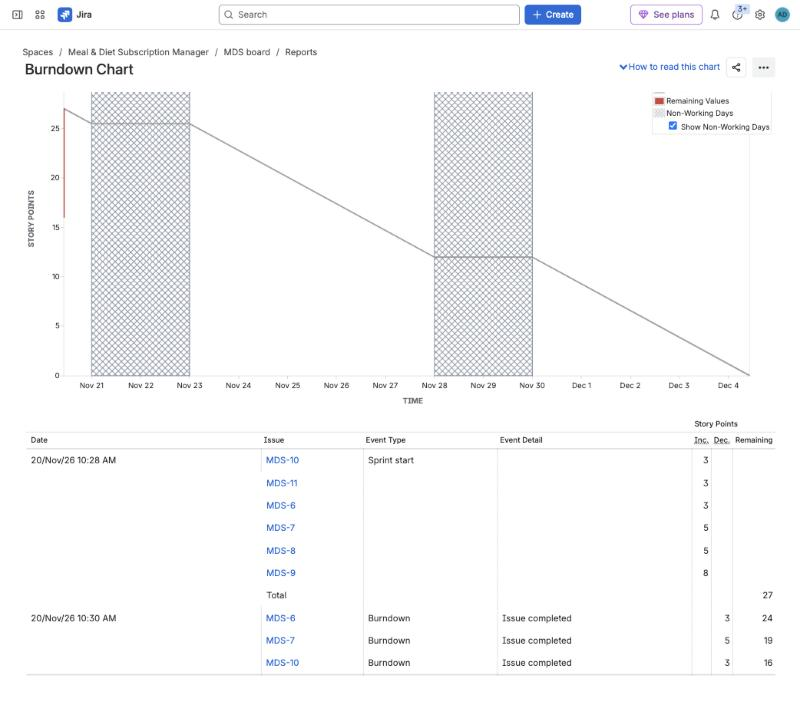 Jira
Search
+ Create
See plans
3+
AD
Spaces / Meal & Diet Subscription Manager / MDS board / Reports
Burndown Chart
How to read this chart
Remaining Values
Non-Working Days
Show Non-Working Days
STORY POINTS
25
20
15
10
5
0
Nov 21 Nov 22 Nov 23 Nov 24 Nov 25 Nov 26 Nov 27 Nov 28 Nov 29 Nov 30 Dec 1 Dec 2 Dec 3 Dec 4
TIME
Story Points
Date Issue Event Type Event Detail Inc. Dec. Remaining
20/Nov/26 10:28 AM MDS-10 Sprint start 3
MDS-11 3
MDS-6 3
MDS-7 5
MDS-8 5
MDS-9 8
Total 27
20/Nov/26 10:30 AM MDS-6 Burndown Issue completed 3 24
MDS-7 Burndown Issue completed 5 19
MDS-10 Burndown Issue completed 3 16